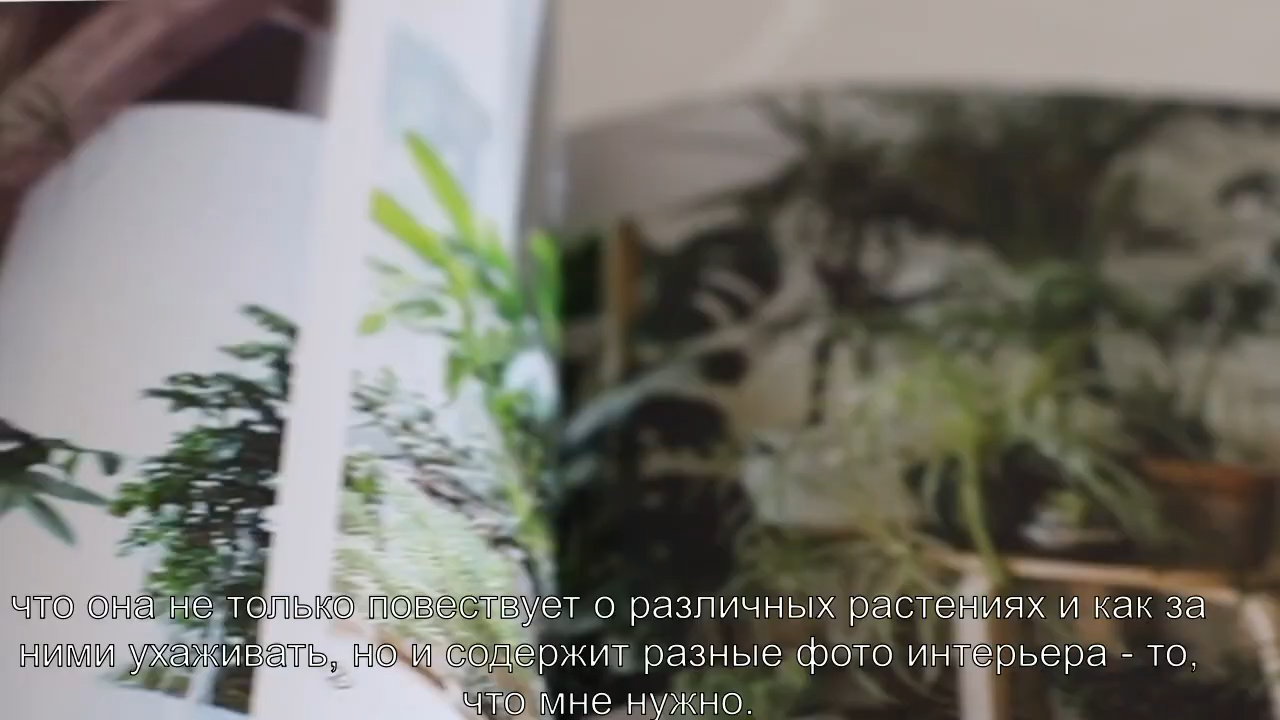 что она не только повествует о различных растениях и как за
ними ухаживать, но и содержит разные фото интерьера - то,
что мне нужно.